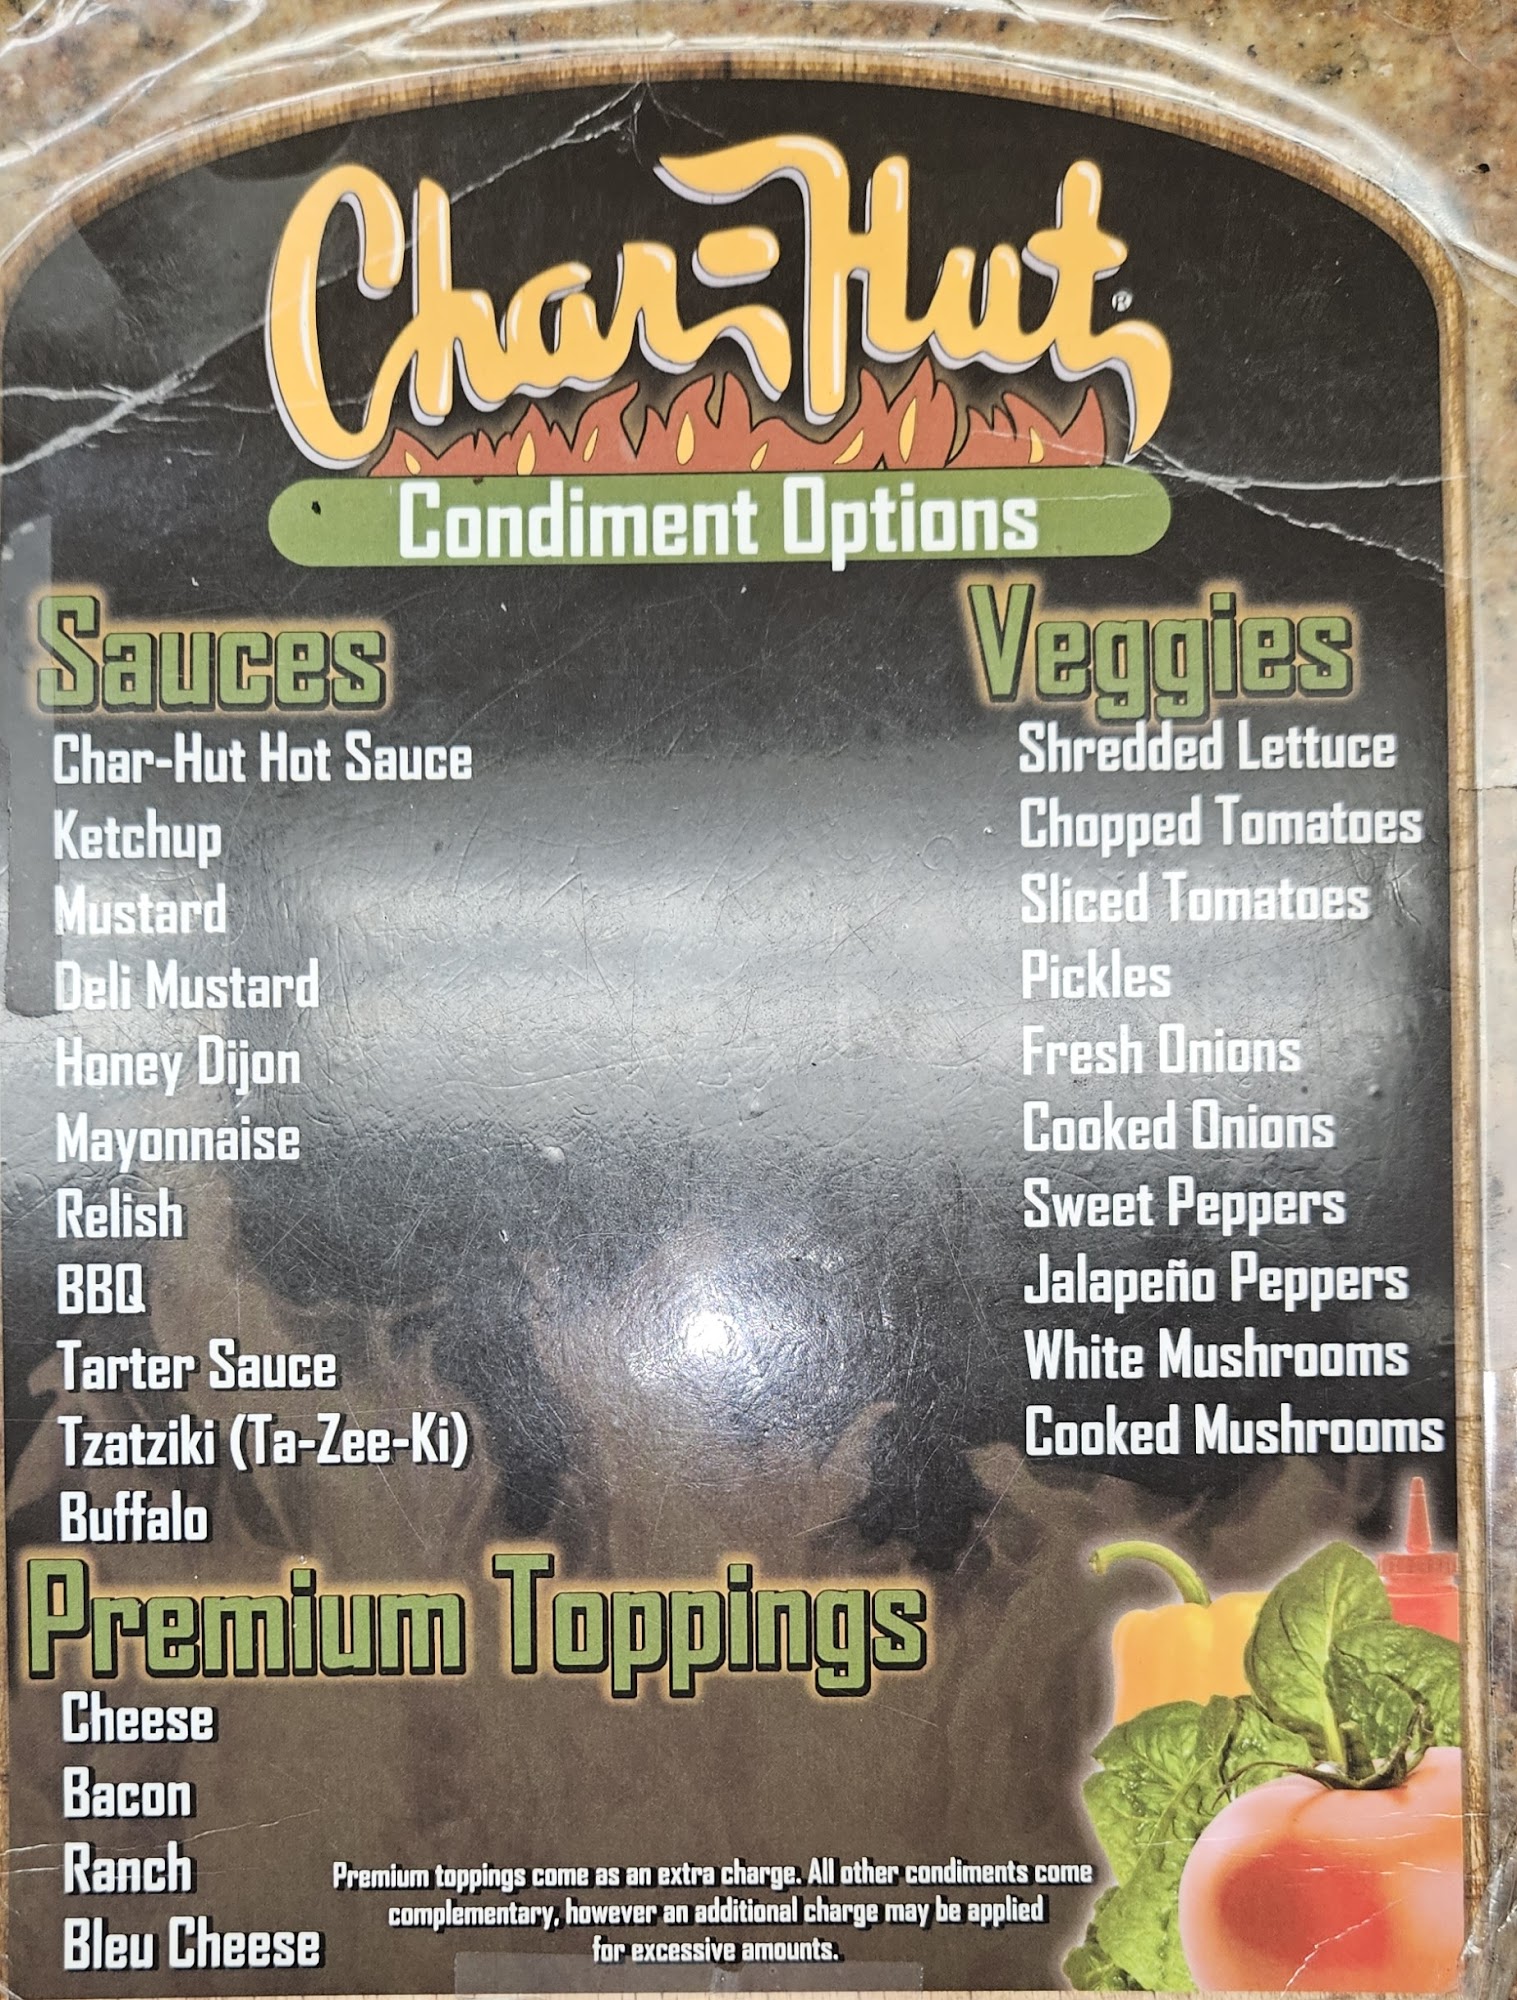 Char-Hut®
Condiment Options
Sauces
Char-Hut Hot Sauce
Ketchup
Mustard
Deli Mustard
Honey Dijon
Mayonnaise
Relish
BBQ
Tarter Sauce
Tzatziki (Ta-Zee-Ki)
Buffalo
Veggies
Shredded Lettuce
Chopped Tomatoes
Sliced Tomatoes
Pickles
Fresh Onions
Cooked Onions
Sweet Peppers
Jalapeño Peppers
White Mushrooms
Cooked Mushrooms
Premium Toppings
Cheese
Bacon
Ranch
Bleu Cheese
Premium toppings come as an extra charge. All other condiments come
complementary, however an additional charge may be applied
for excessive amounts.